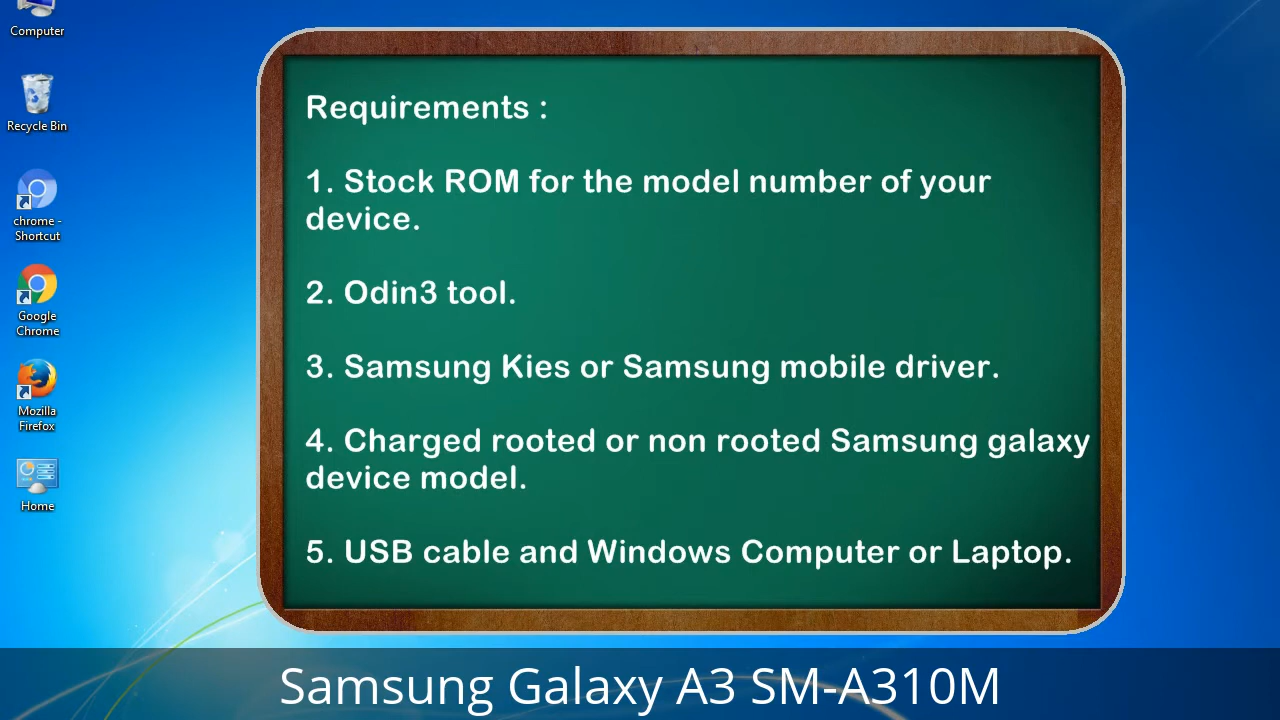 Computer
Recycle Bin
chrome -
Shortcut
Google
Chrome
Mozilla
Firefox
Home
Requirements :
1. Stock ROM for the model number of your
device.
2. Odin3 tool.
3. Samsung Kies or Samsung mobile driver.
4. Charged rooted or non rooted Samsung galaxy
device model.
5. USB cable and Windows Computer or Laptop.
Samsung Galaxy A3 SM-A310M